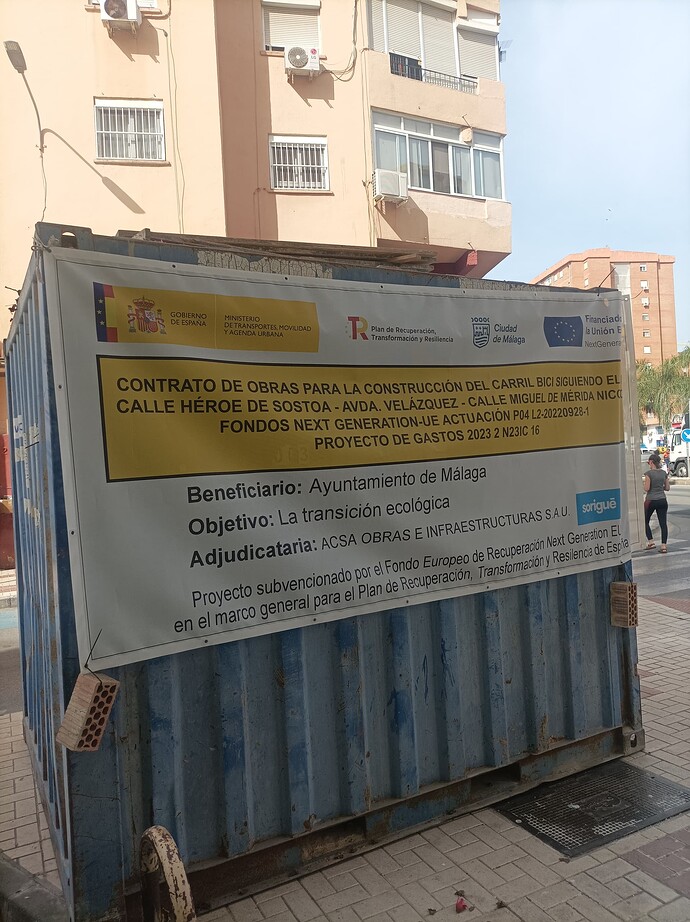 GOBIERNO
DE ESPAÑA
MINISTERIO
DE TRANSPORTES, MOVILIDAD
Y AGENDA URBANA
TR
Plan de Recuperación,
Transformación y Resiliencia
Ciudad
de Málaga
Financiado
la Unión E
NextGenera
CONTRATO DE OBRAS PARA LA CONSTRUCCIÓN DEL CARRIL BICI SIGUIENDO EL
CALLE HÉROE DE SOSTOA - AVDA. VELÁZQUEZ - CALLE MIGUEL DE MÉRIDA NICO
FONDOS NEXT GENERATION-UE ACTUACIÓN P04 L2-20220928-1
PROYECTO DE GASTOS 2023 2 N23IC 16
Beneficiario: Ayuntamiento de Málaga
Objetivo: La transición ecológica
Adjudicataria: ACSA OBRAS E INFRAESTRUCTURAS S.A.U.
sorigué
Proyecto subvencionado por el Fondo Europeo de Recuperación Next Generation EU
en el marco general para el Plan de Recuperación, Transformación y Resilencia de España